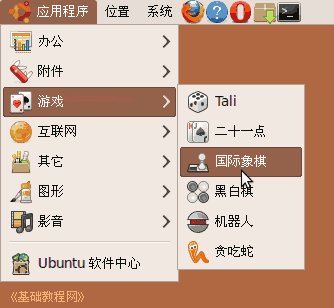 应用程序 位置 系统
办公
附件
游戏
互联网
其它
图形
影音
Ubuntu 软件中心
Tali
二十一点
国际象棋
黑白棋
机器人
贪吃蛇
《基础教程网》